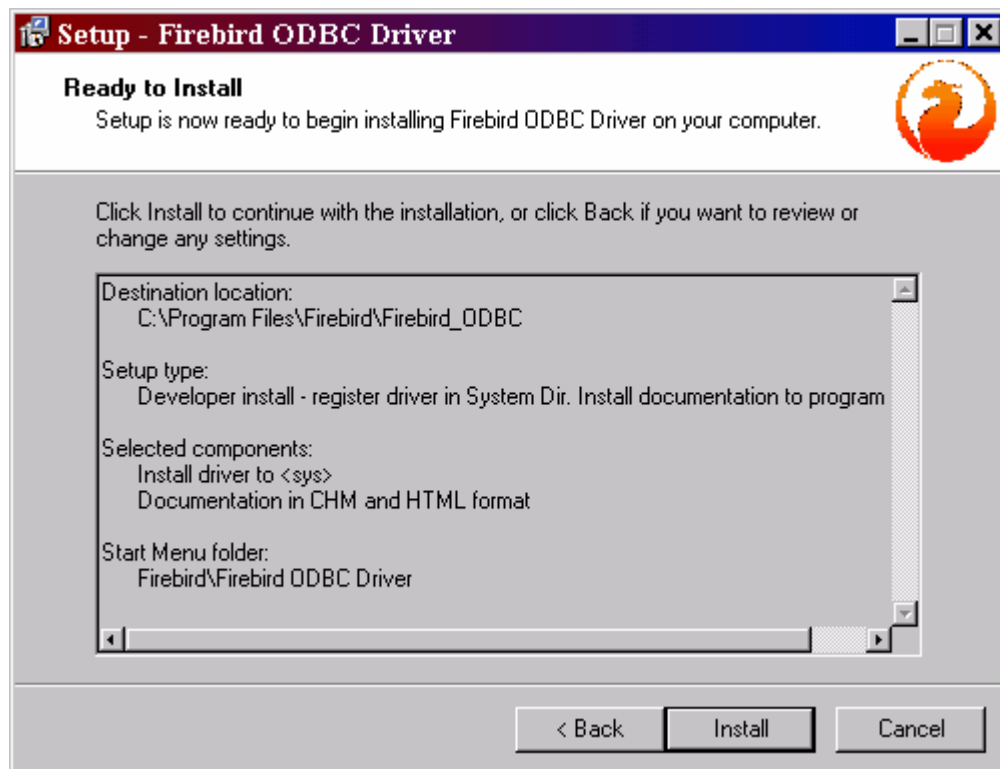 Setup - Firebird ODBC Driver
Ready to Install
Setup is now ready to begin installing Firebird ODBC Driver on your computer.
Click Install to continue with the installation, or click Back if you want to review or
change any settings.
Destination location:
C:\Program Files\Firebird\Firebird_ODBC
Setup type:
Developer install - register driver in System Dir. Install documentation to program
Selected components:
Install driver to <sys>
Documentation in CHM and HTML format
Start Menu folder:
Firebird\Firebird ODBC Driver
< Back
Install
Cancel